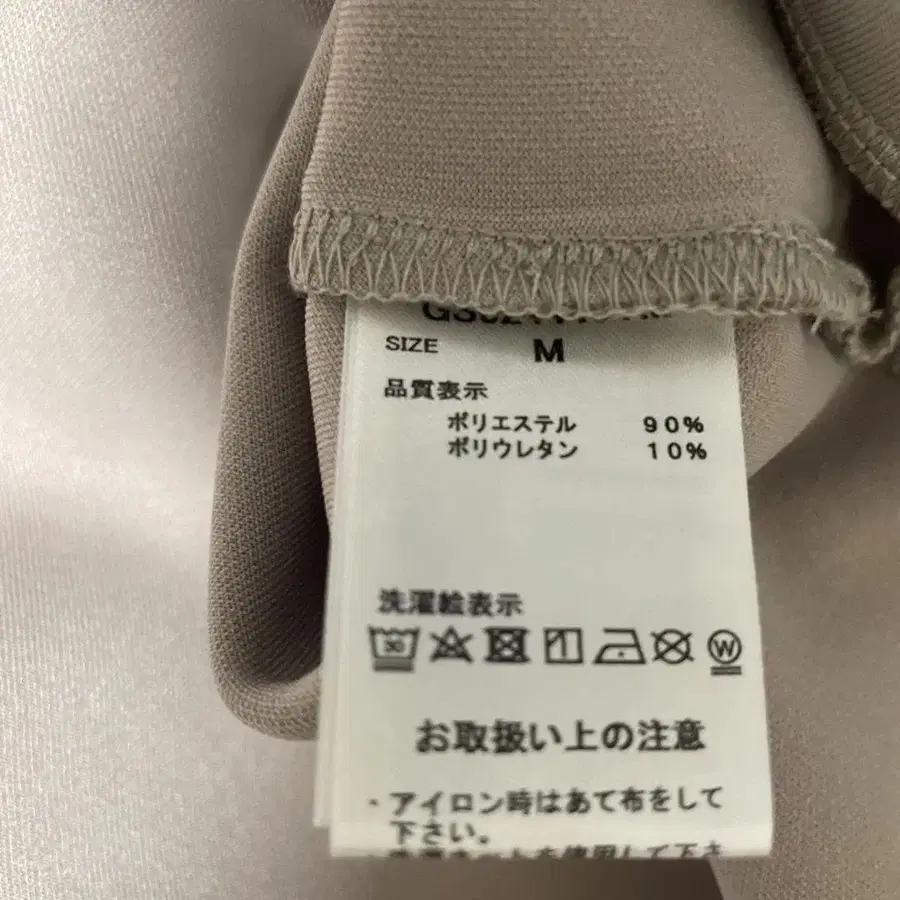 SIZE M
品質表示
ポリエステル 90%
ポリウレタン 10%
洗濯絵表示
30 W
お取扱い上の注意
・アイロン時はあて布をして
下さい。